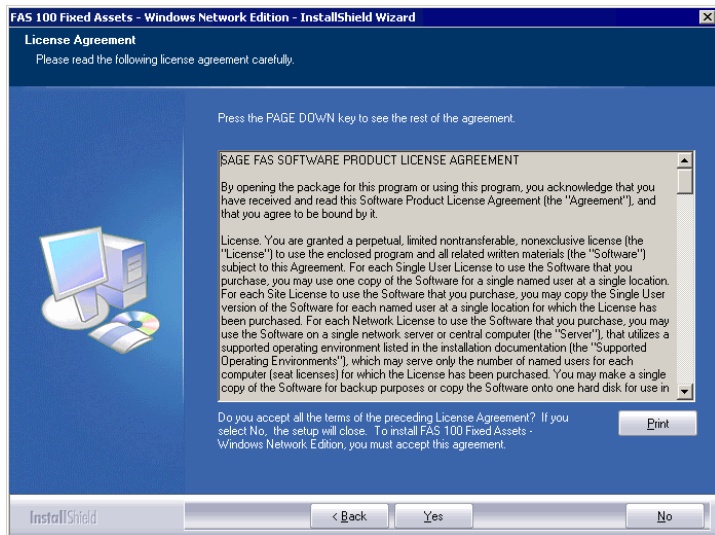 FAS 100 Fixed Assets - Windows Network Edition - InstallShield Wizard
License Agreement
Please read the following license agreement carefully.
Press the PAGE DOWN key to see the rest of the agreement.
SAGE FAS SOFTWARE PRODUCT LICENSE AGREEMENT
By opening the package for this program or using this program, you acknowledge that you
have received and read this Software Product License Agreement (the "Agreement"), and
that you agree to be bound by it.
License. You are granted a perpetual, limited nontransferable, nonexclusive license (the
"License") to use the enclosed program and all related written materials (the "Software")
subject to this Agreement. For each Single User License to use the Software that you
purchase, you may use one copy of the Software for a single named user at a single location.
For each Site License to use the Software that you purchase, you may copy the Single User
version of the Software for each named user at a single location for which the License has
been purchased. For each Network License to use the Software that you purchase, you may
use the Software on a single network server or central computer (the "Server"), that utilizes a
supported operating environment listed in the installation documentation (the "Supported
Operating Environments"), which may serve only the number of named users for each
computer (seat licenses) for which the License has been purchased. You may make a single
copy of the Software for backup purposes or copy the Software onto one hard disk for use in
Do you accept all the terms of the preceding License Agreement? If you
select No, the setup will close. To install FAS 100 Fixed Assets -
Windows Network Edition, you must accept this agreement.
Print
InstallShield
< Back
Yes
No